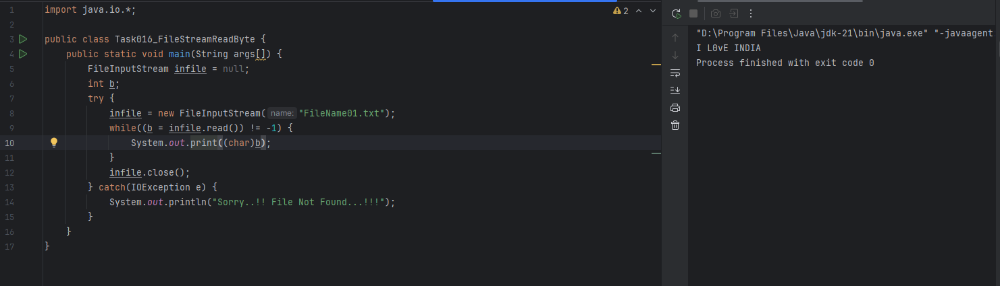 1 import java.io.*;
2
3 public class Task016_FileStreamReadByte {
4 public static void main(String args[]) {
5 FileInputStream infile = null;
6 int b;
7 try {
8 infile = new FileInputStream( name: "FileName01.txt");
9 while((b = infile.read()) != -1) {
10 System.out.print((char)b);
11 }
12 infile.close();
13 } catch(IOException e) {
14 System.out.println("Sorry..!! File Not Found...!!!");
15 }
16 }
17 }
2
"D:\Program Files\Java\jdk-21\bin\java.exe" "-javaagent
I L0vE INDIA
Process finished with exit code 0